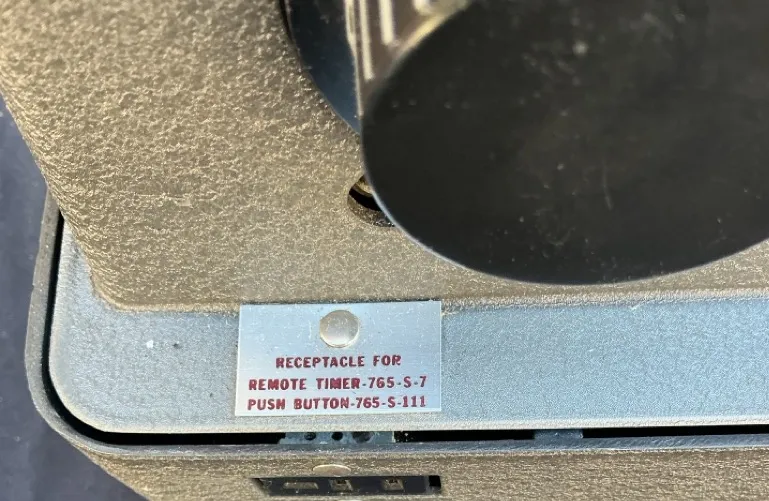 RECEPTACLE FOR
REMOTE TIMER-765-S-7
PUSH BUTTON-765-S-111